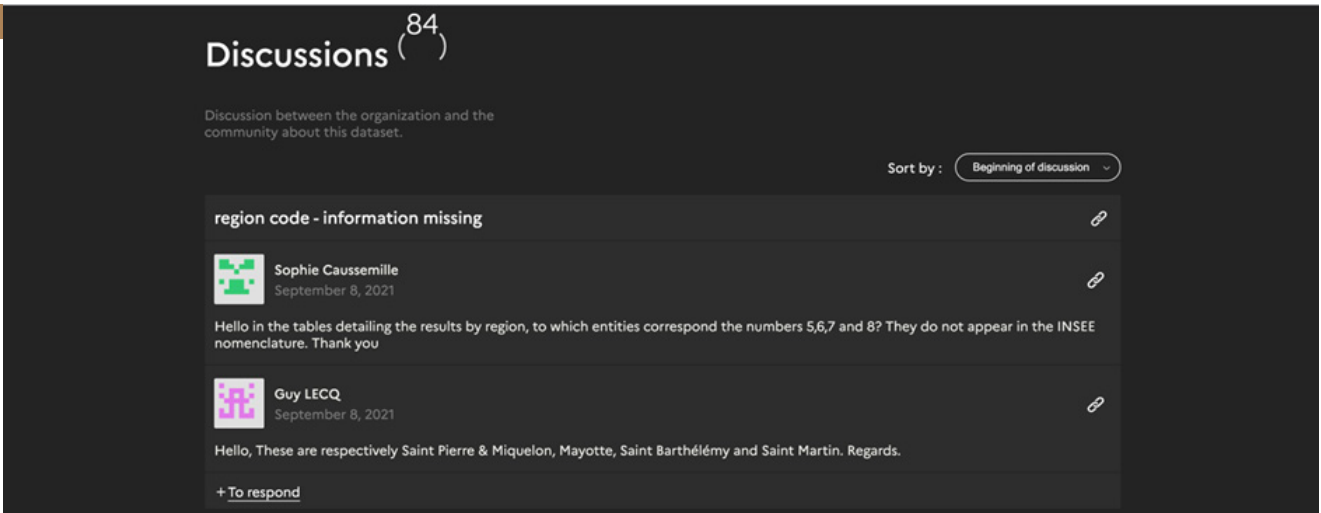 Discussions (84)
Discussion between the organization and the
community about this dataset.
Sort by : Beginning of discussion
region code - information missing
Sophie Caussemille
September 8, 2021
Hello in the tables detailing the results by region, to which entities correspond the numbers 5,6,7 and 8? They do not appear in the INSEE
nomenclature. Thank you
Guy LECQ
September 8, 2021
Hello, These are respectively Saint Pierre & Miquelon, Mayotte, Saint Barthélémy and Saint Martin. Regards.
+ To respond